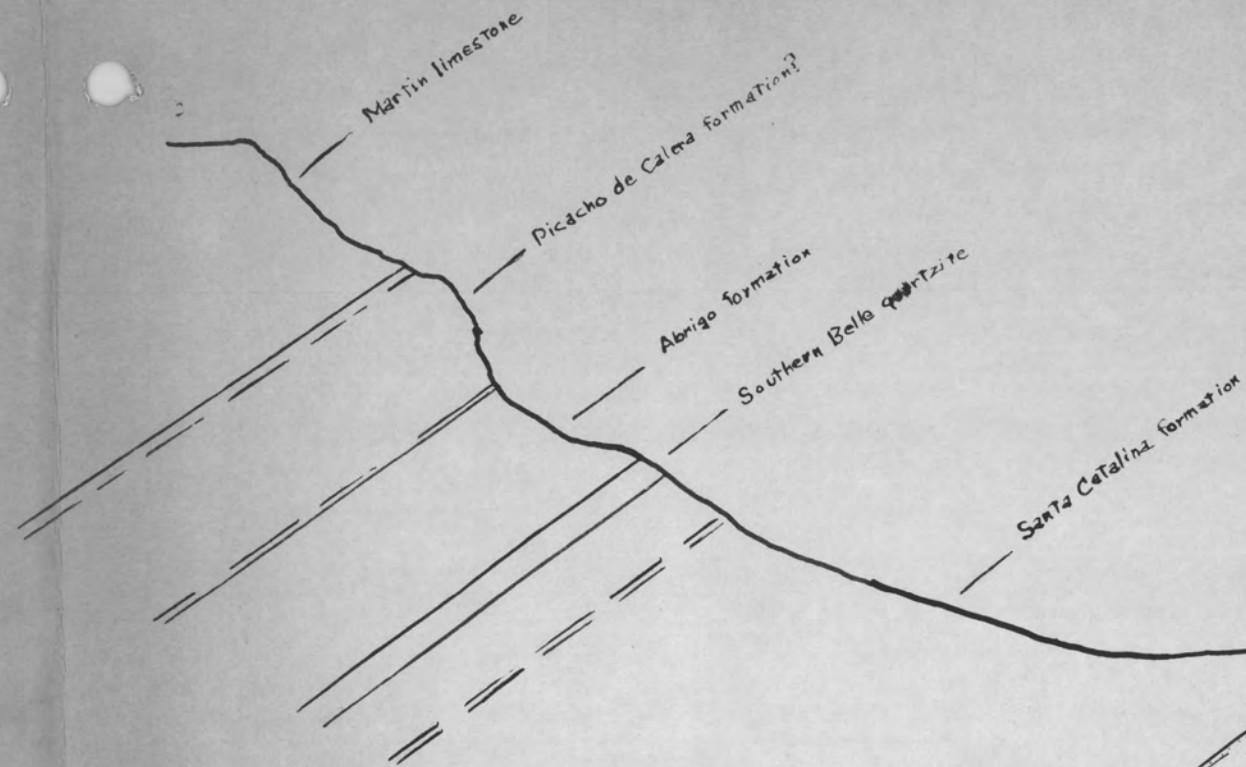 Martin limestone
Picacho de Calera formation?
Abrigo formation
Southern Belle quartzite
Santa Catalina formation